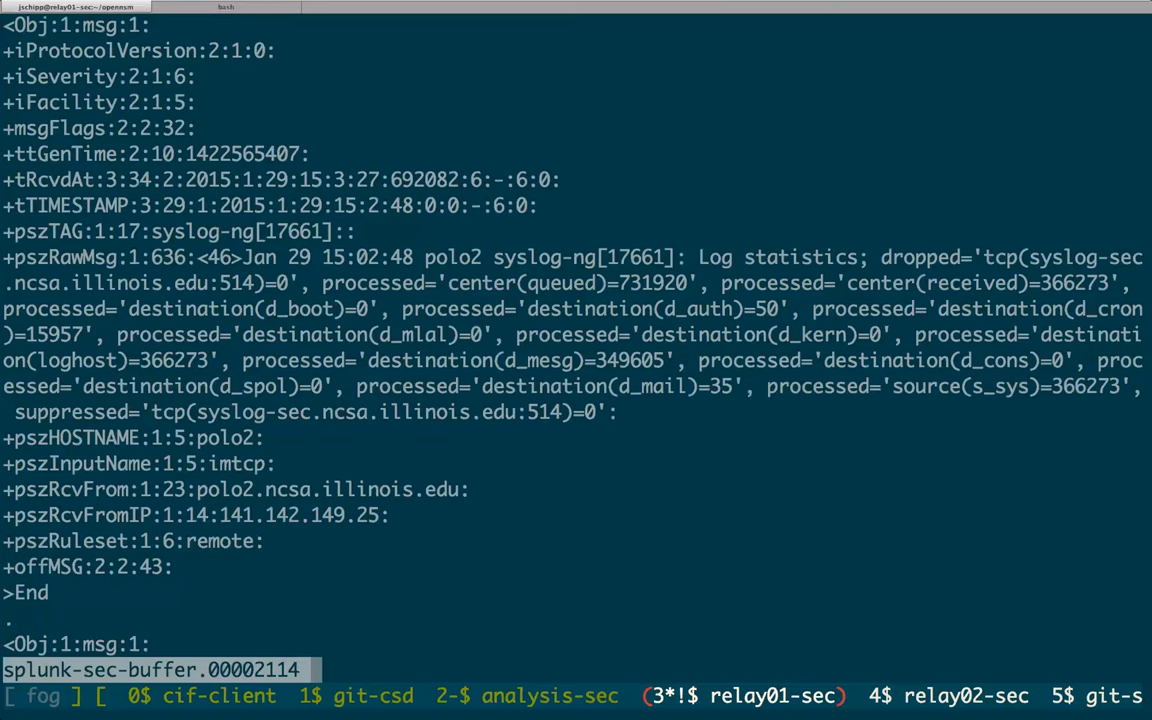 jschipp@relay01-sec:~/opennsm
bash
<Obj:1:msg:1:
+iProtocolVersion:2:1:0:
+iSeverity:2:1:6:
+iFacility:2:1:5:
+msgFlags:2:2:32:
+ttGenTime:2:10:1422565407:
+tRcvdAt:3:34:2:2015:1:29:15:3:27:692082:6:-:6:0:
+tTIMESTAMP:3:29:1:2015:1:29:15:2:48:0:0:-:6:0:
+pszTAG:1:17:syslog-ng[17661]::
+pszRawMsg:1:636:<46>Jan 29 15:02:48 polo2 syslog-ng[17661]: Log statistics; dropped='tcp(syslog-sec
.ncsa.illinois.edu:514)=0', processed='center(queued)=731920', processed='center(received)=366273',
processed='destination(d_boot)=0', processed='destination(d_auth)=50', processed='destination(d_cron
)=15957', processed='destination(d_mlal)=0', processed='destination(d_kern)=0', processed='destinati
on(loghost)=366273', processed='destination(d_mesg)=349605', processed='destination(d_cons)=0', proc
essed='destination(d_spol)=0', processed='destination(d_mail)=35', processed='source(s_sys)=366273',
suppressed='tcp(syslog-sec.ncsa.illinois.edu:514)=0':
+pszHOSTNAME:1:5:polo2:
+pszInputName:1:5:imtcp:
+pszRcvFrom:1:23:polo2.ncsa.illinois.edu:
+pszRcvFromIP:1:14:141.142.149.25:
+pszRuleset:1:6:remote:
+offMSG:2:2:43:
>End
.
<Obj:1:msg:1:
splunk-sec-buffer.00002114
[ fog ] [ 0$ cif-client 1$ git-csd 2-$ analysis-sec (3*!$ relay01-sec) 4$ relay02-sec 5$ git-s